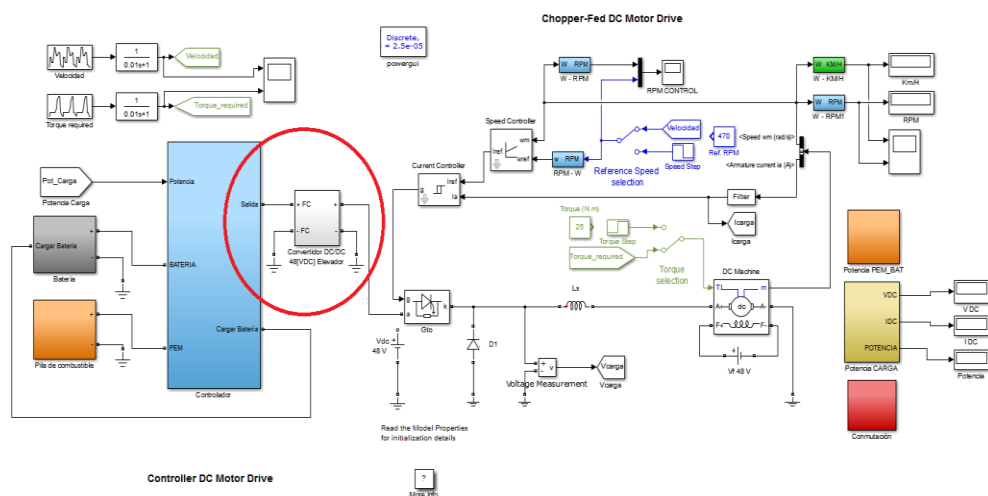 Chopper-Fed DC Motor Drive
Discrete,
= 2.5e-05
powergui
Velocidad
1
0.01s+1
Velocidad
Torque required
1
0.01s+1
Torque_required
W RPM
W - RPM
RPM CONTROL
W KM/H
W - KM/H
Km/H
W RPM
W - RPM1
RPM
Speed Controller
Iref
wm
wref
W RPM
RPM - W
Velocidad
470
Ref. RPM
Speed Step
Reference Speed
selection
<Speed wm (rad/s)>
<Armature current ia (A)>
Current Controller
g
Iref
Ia
Filter
Icarga
Icarga
Pot_Carga
Potencia Carga
Potencia
Salida
BATERIA
Cargar Bateria
PEM
Controlador
+ FC +
- FC -
Convertidor DC/DC
48[VDC] Elevador
Cargar Bateria
+
-
Bateria
+
-
Pila de combustible
Torque (N.m)
25
Torque Step
Torque_required
Torque
selection
DC Machine
TL m
A+ dc A-
F+ F-
Vf 48 V
Ls
g
a
k
Gto
Vdc
48 V
+
D1
+
-
v
Voltage Measurement
Vcarga
Vcarga
Potencia PEM_BAT
VDC
IDC
POTENCIA
Potencia CARGA
V DC
I DC
Potencia
Conmutación
Read the Model Properties
for initialization details
Controller DC Motor Drive
?
More Info